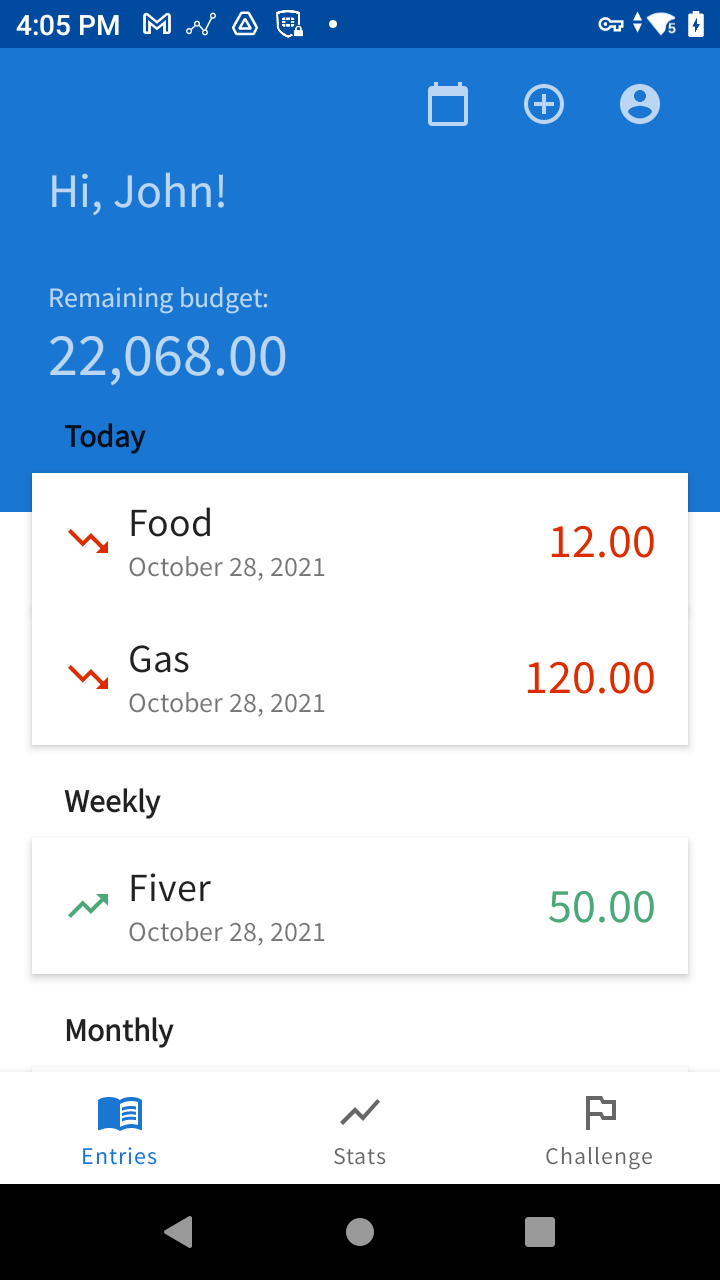 4:05 PM
5
Hi, John!
Remaining budget:
22,068.00
Today
Food
12.00
October 28, 2021
Gas
120.00
October 28, 2021
Weekly
Fiver
50.00
October 28, 2021
Monthly
Entries
Stats
Challenge